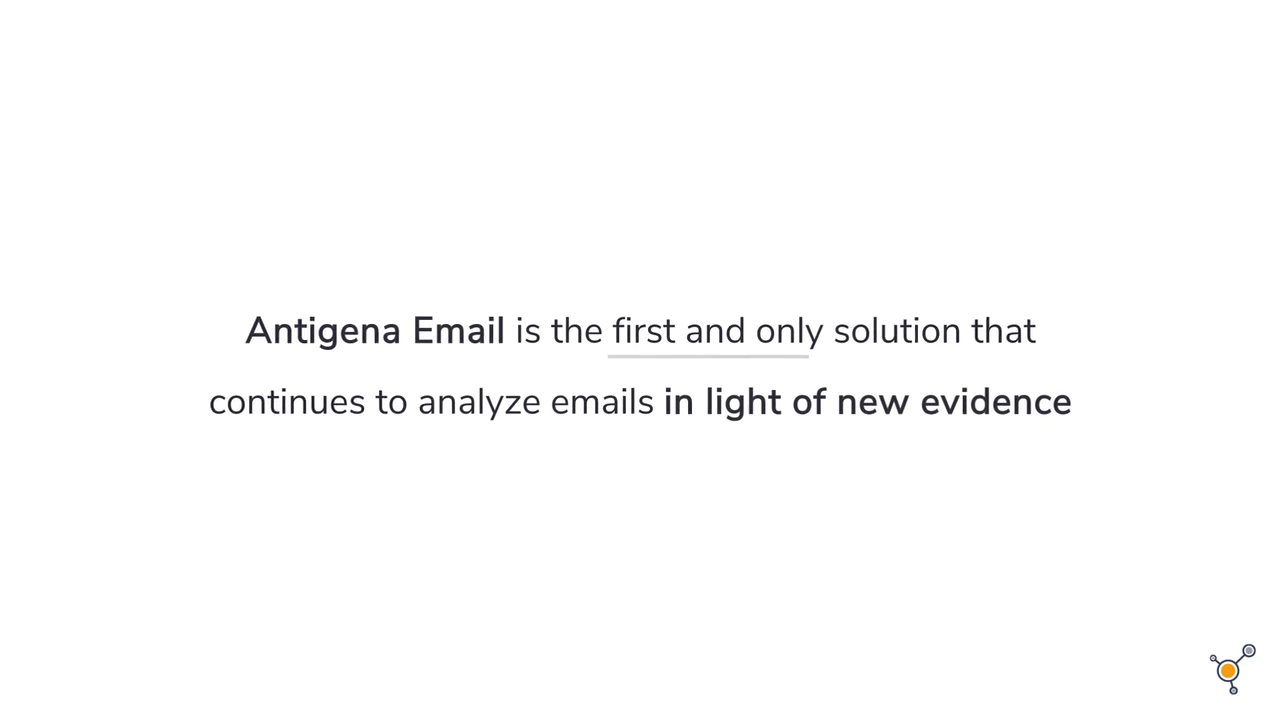 Antigena Email is the first and only solution that
continues to analyze emails in light of new evidence